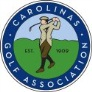 CAROLINAS
EST. 1909
GOLF ASSOCIATION